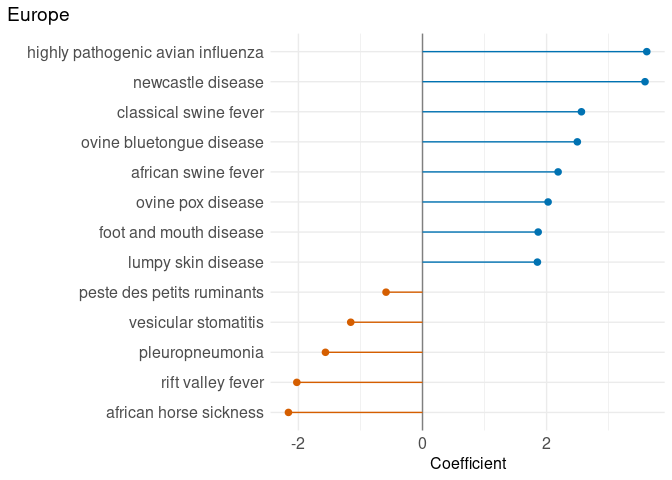 Europe
highly pathogenic avian influenza
newcastle disease
classical swine fever
ovine bluetongue disease
african swine fever
ovine pox disease
foot and mouth disease
lumpy skin disease
peste des petits ruminants
vesicular stomatitis
pleuropneumonia
rift valley fever
african horse sickness
-2 0 2
Coefficient